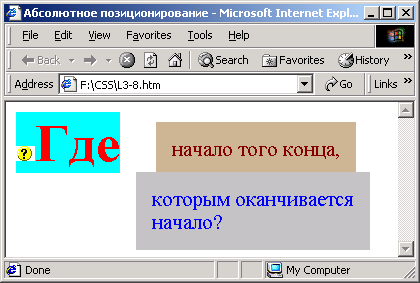 Абсолютное позиционирование - Microsoft Internet Expl...
File Edit View Favorites Tools Help
Back Search Favorites History »
Address F:\CSS\L3-8.htm Go Links »
?Где
начало того конца,
которым оканчивается
начало?
Done My Computer